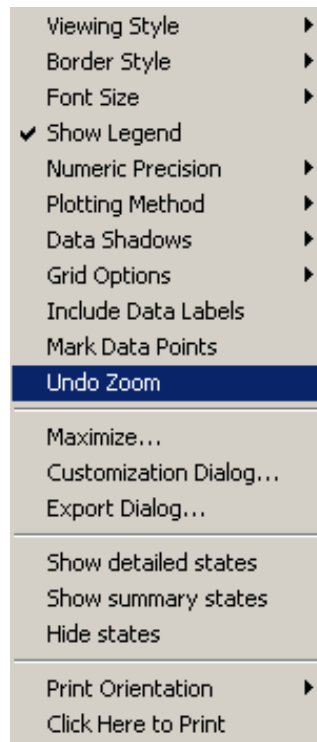 Viewing Style
Border Style
Font Size
Show Legend
Numeric Precision
Plotting Method
Data Shadows
Grid Options
Include Data Labels
Mark Data Points
Undo Zoom
Maximize...
Customization Dialog...
Export Dialog...
Show detailed states
Show summary states
Hide states
Print Orientation
Click Here to Print